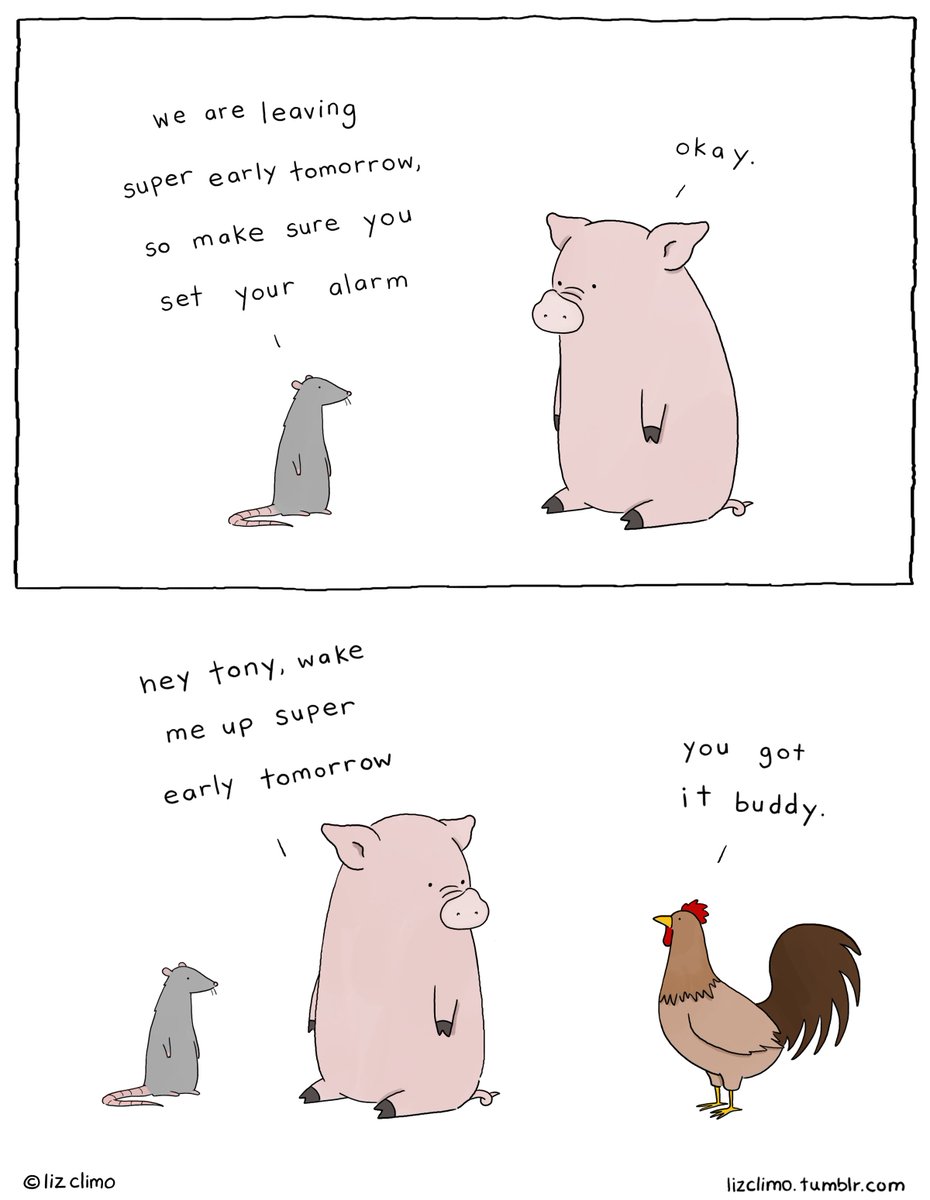 we are leaving
super early tomorrow,
so make sure you
set your alarm
okay.
hey tony, wake
me up super
early tomorrow
you got
it buddy.
© liz climo
lizclimo.tumblr.com